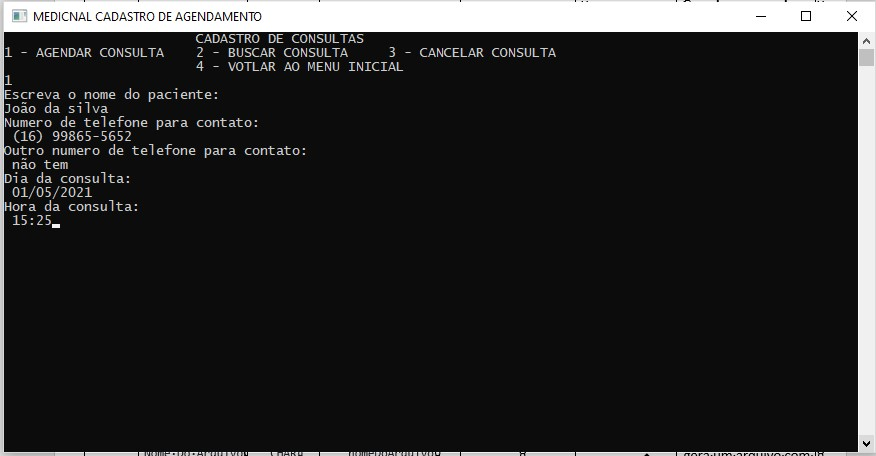 MEDICNAL CADASTRO DE AGENDAMENTO
CADASTRO DE CONSULTAS
1 - AGENDAR CONSULTA 2 - BUSCAR CONSULTA 3 - CANCELAR CONSULTA
4 - VOTLAR AO MENU INICIAL
1
Escreva o nome do paciente:
João da silva
Numero de telefone para contato:
(16) 99865-5652
Outro numero de telefone para contato:
não tem
Dia da consulta:
01/05/2021
Hora da consulta:
15:25